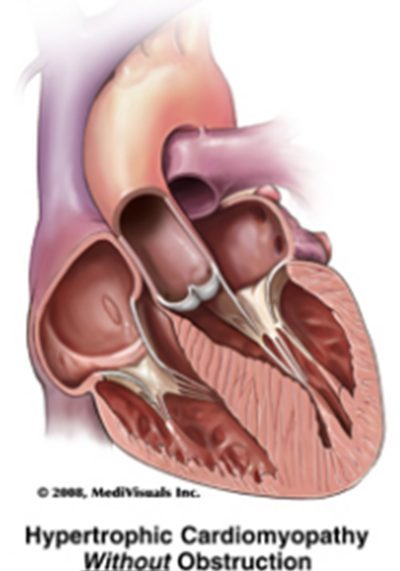 © 2008, MediVisuals Inc.
Hypertrophic Cardiomyopathy
Without Obstruction